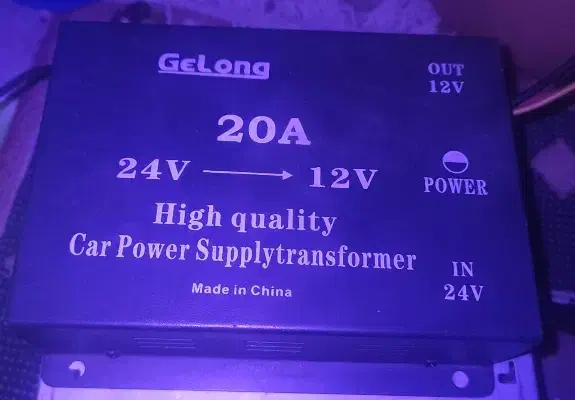 GeLong
OUT
12V
20A
24V → 12V
POWER
High quality
Car Power Supplytransformer
IN
24V
Made in China